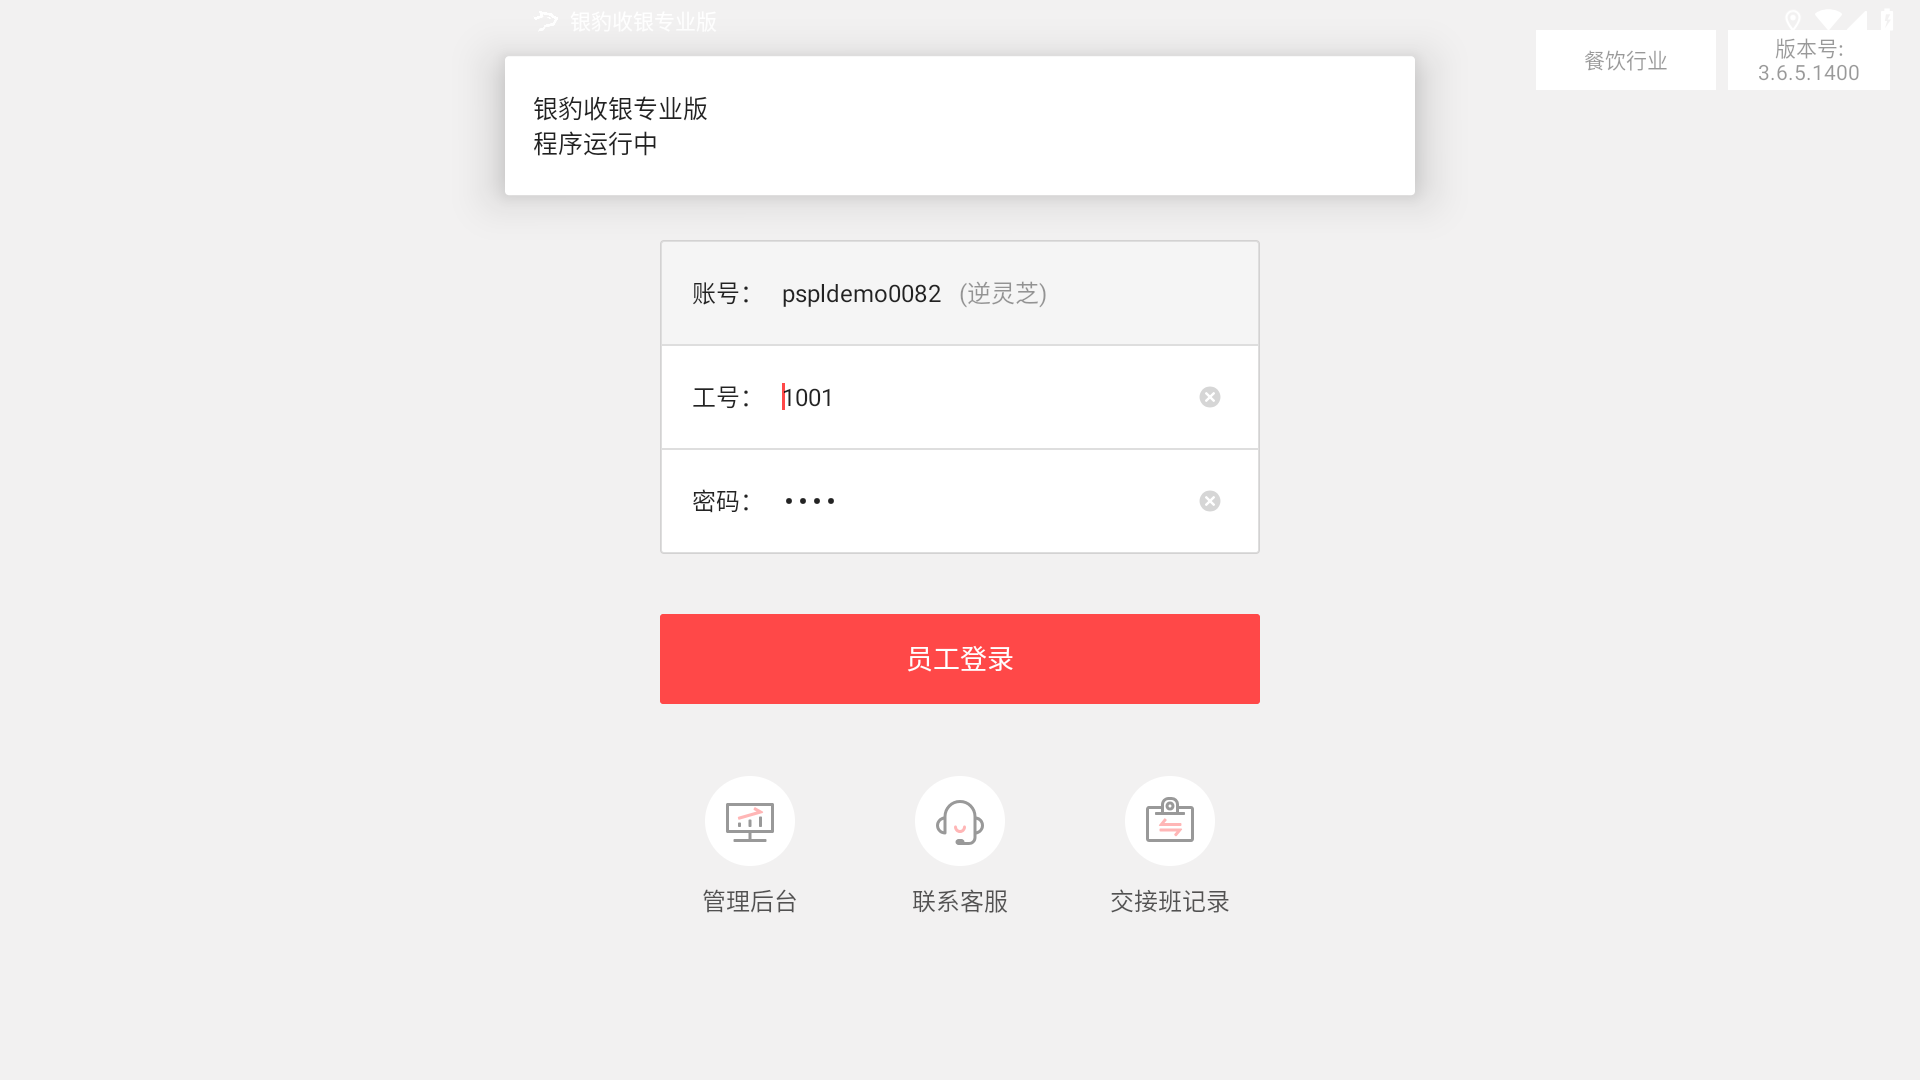 银豹收银专业版
餐饮行业
版本号:
3.6.5.1400
银豹收银专业版
程序运行中
账号： pspldemo0082 (逆灵芝)
工号： 1001
密码： ••••
员工登录
管理后台 联系客服 交接班记录